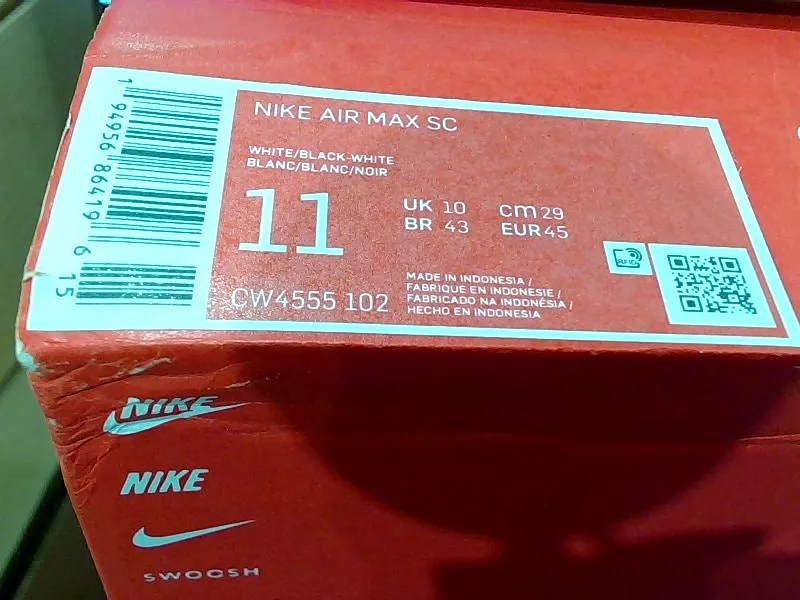 NIKE AIR MAX SC
WHITE/BLACK-WHITE
BLANC/BLANC/NOIR
11
UK 10 cm 29
BR 43 EUR 45
CW4555 102
MADE IN INDONESIA /
FABRIQUE EN INDONESIE /
FABRICADO NA INDONÉSIA /
HECHO EN INDONESIA
RFID
1 94956 86419 6 15
NIKE
NIKE
SWOOSH